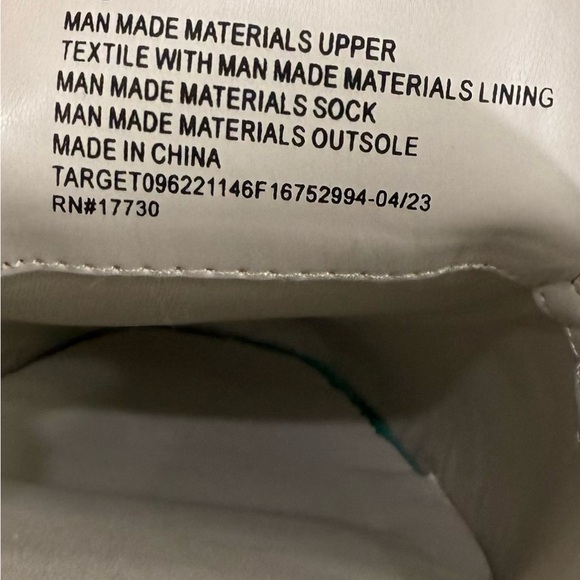 MAN MADE MATERIALS UPPER
TEXTILE WITH MAN MADE MATERIALS LINING
MAN MADE MATERIALS SOCK
MAN MADE MATERIALS OUTSOLE
MADE IN CHINA
TARGET096221146F16752994-04/23
RN#17730